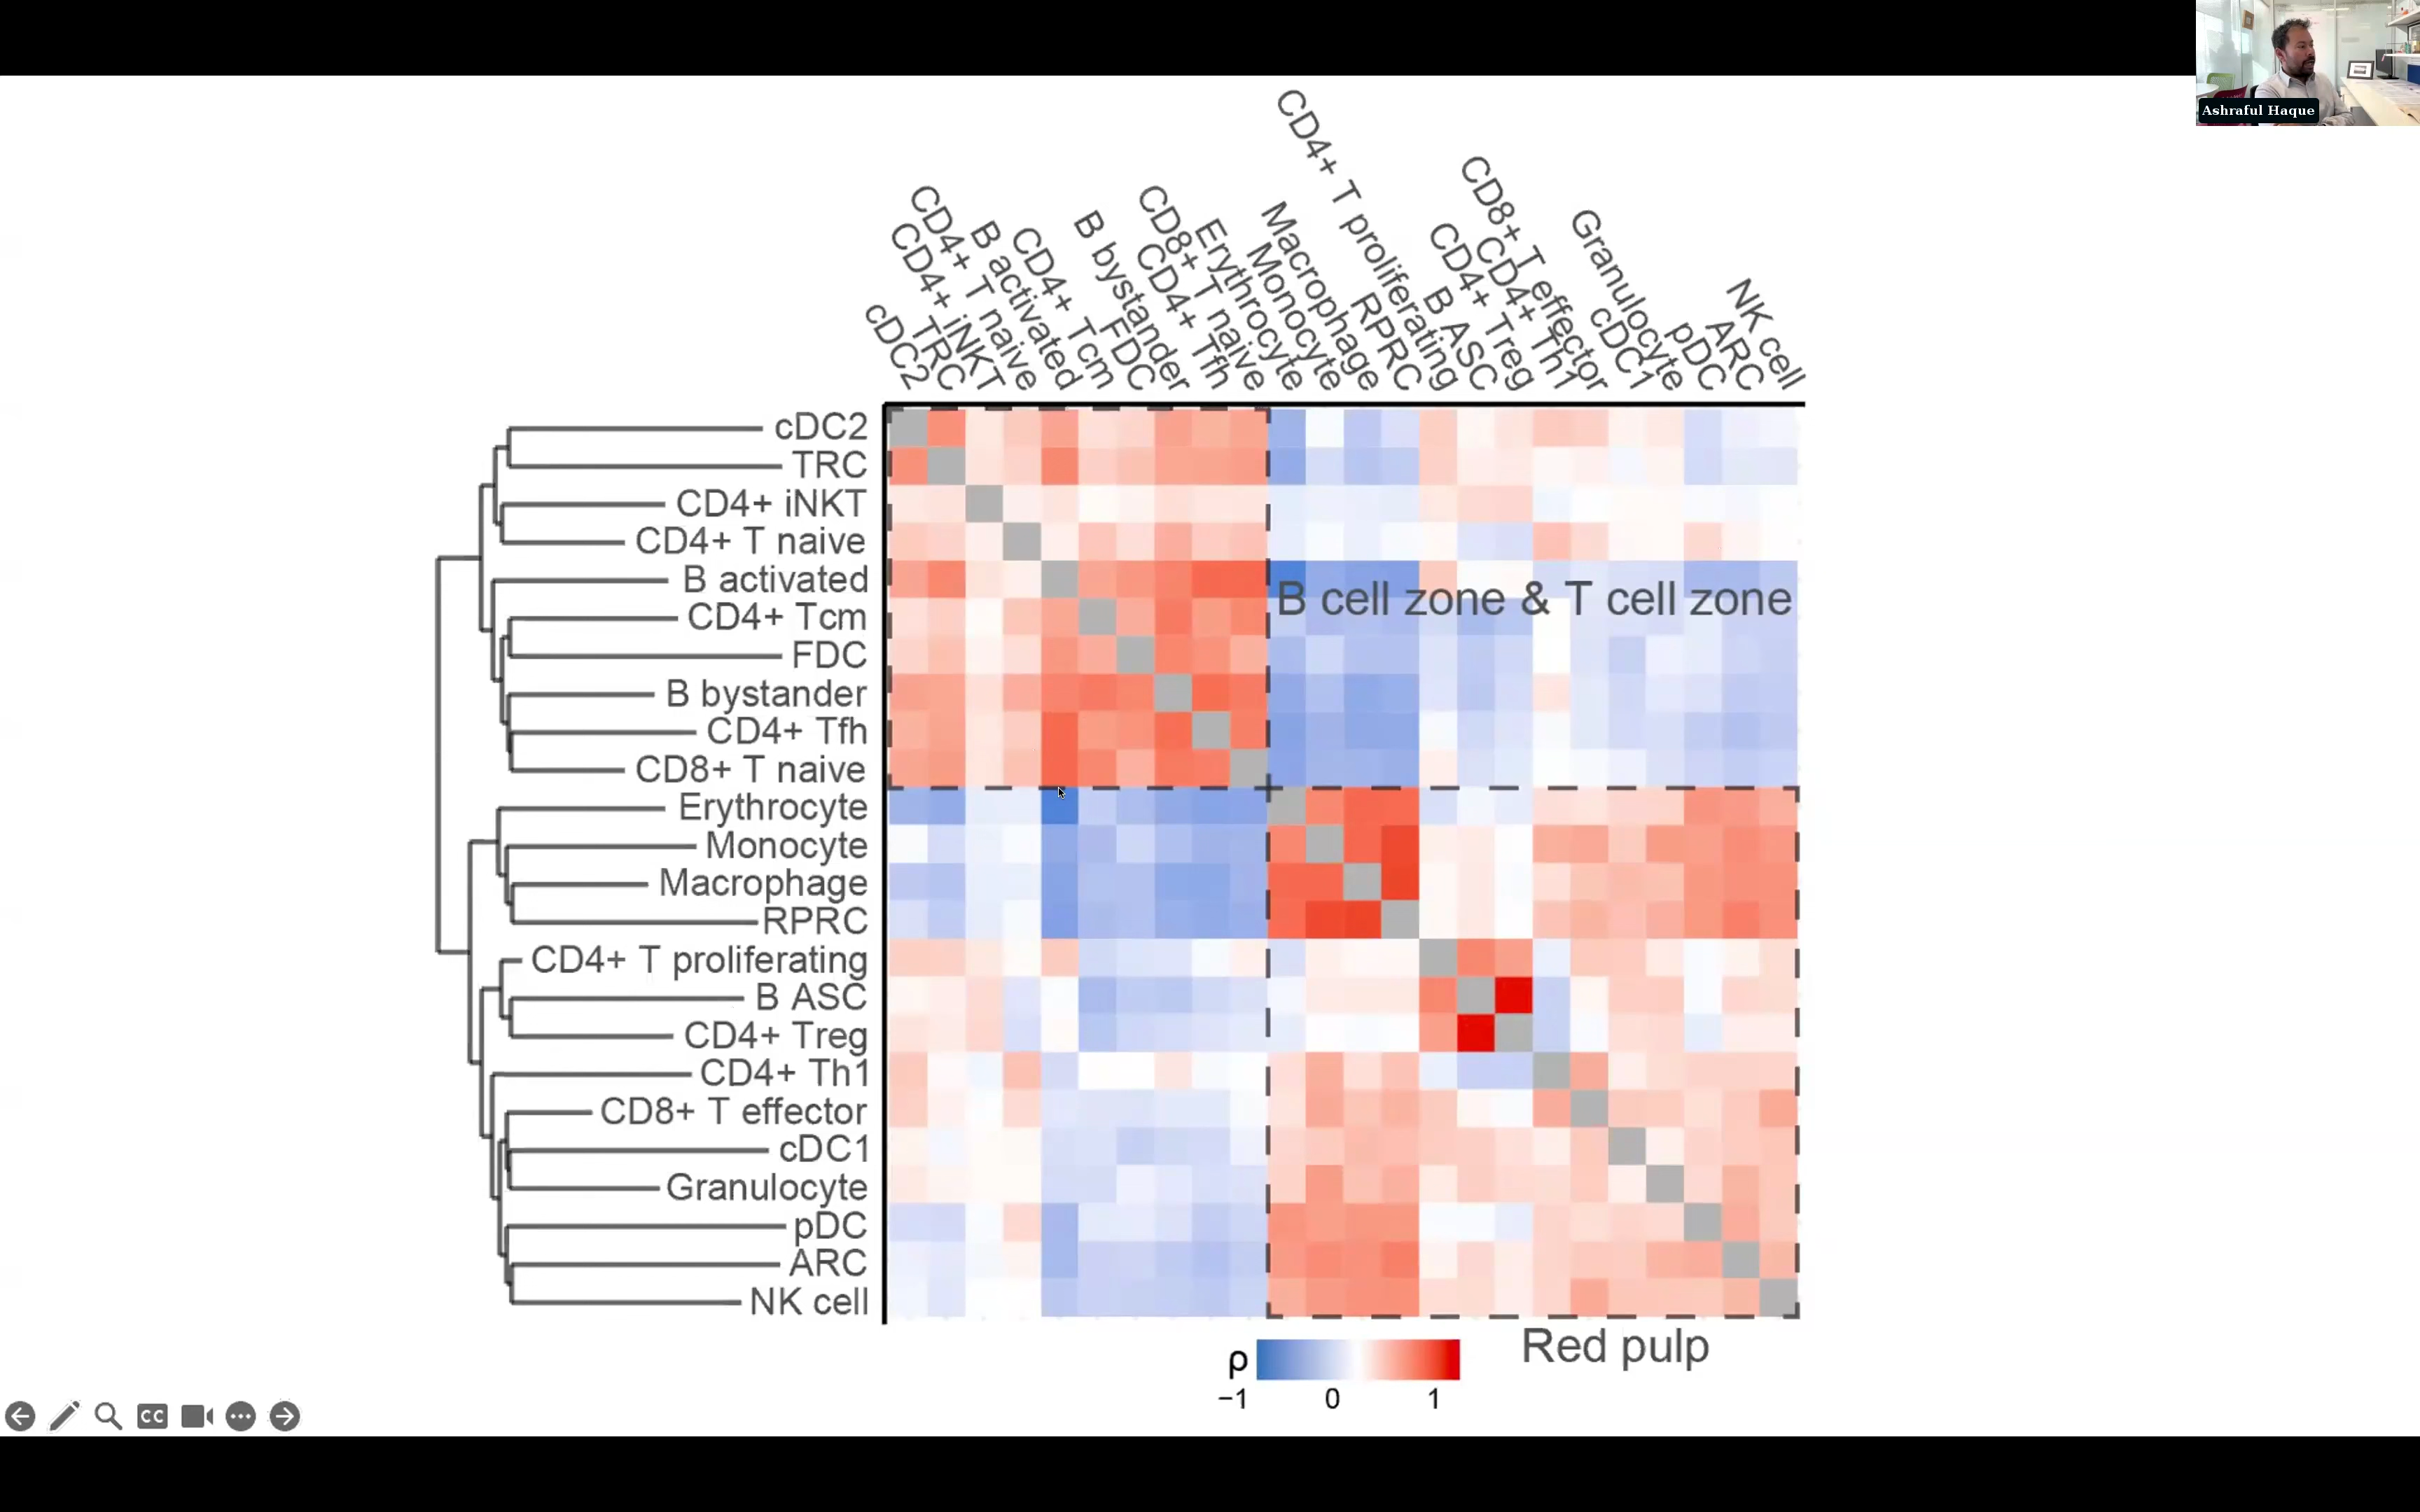 Ashraful Haque
cDC2
TRC
CD4+ iNKT
CD4+ T naive
B activated
CD4+ Tcm
FDC
B bystander
CD4+ Tfh
CD8+ T naive
Erythrocyte
Monocyte
Macrophage
RPRC
CD4+ T proliferating
B ASC
CD4+ Treg
CD4+ Th1
CD8+ T effector
cDC1
Granulocyte
pDC
ARC
NK cell
cDC2
TRC
CD4+ iNKT
CD4+ T naive
B activated
B cell zone & T cell zone
CD4+ Tcm
FDC
B bystander
CD4+ Tfh
CD8+ T naive
Erythrocyte
Monocyte
Macrophage
RPRC
CD4+ T proliferating
B ASC
CD4+ Treg
CD4+ Th1
CD8+ T effector
cDC1
Granulocyte
pDC
ARC
NK cell
Red pulp
ρ
−1 0 1
CC